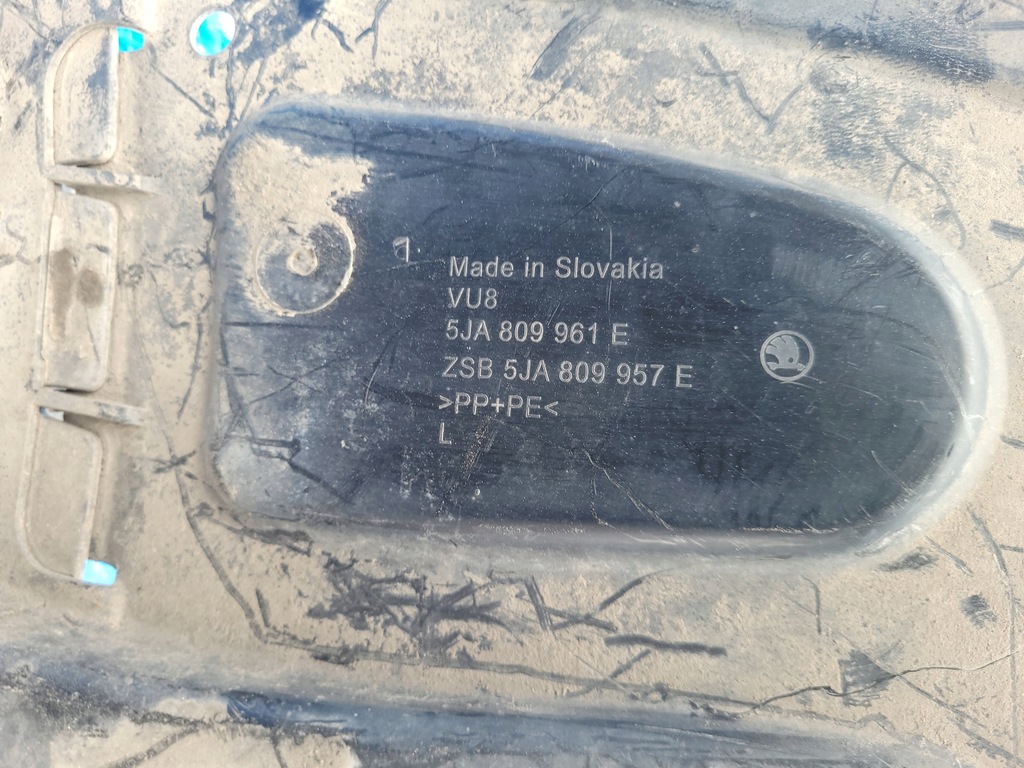 Made in Slovakia
VU8
5JA 809 961 E
ZSB 5JA 809 957 E
>PP+PE<
L